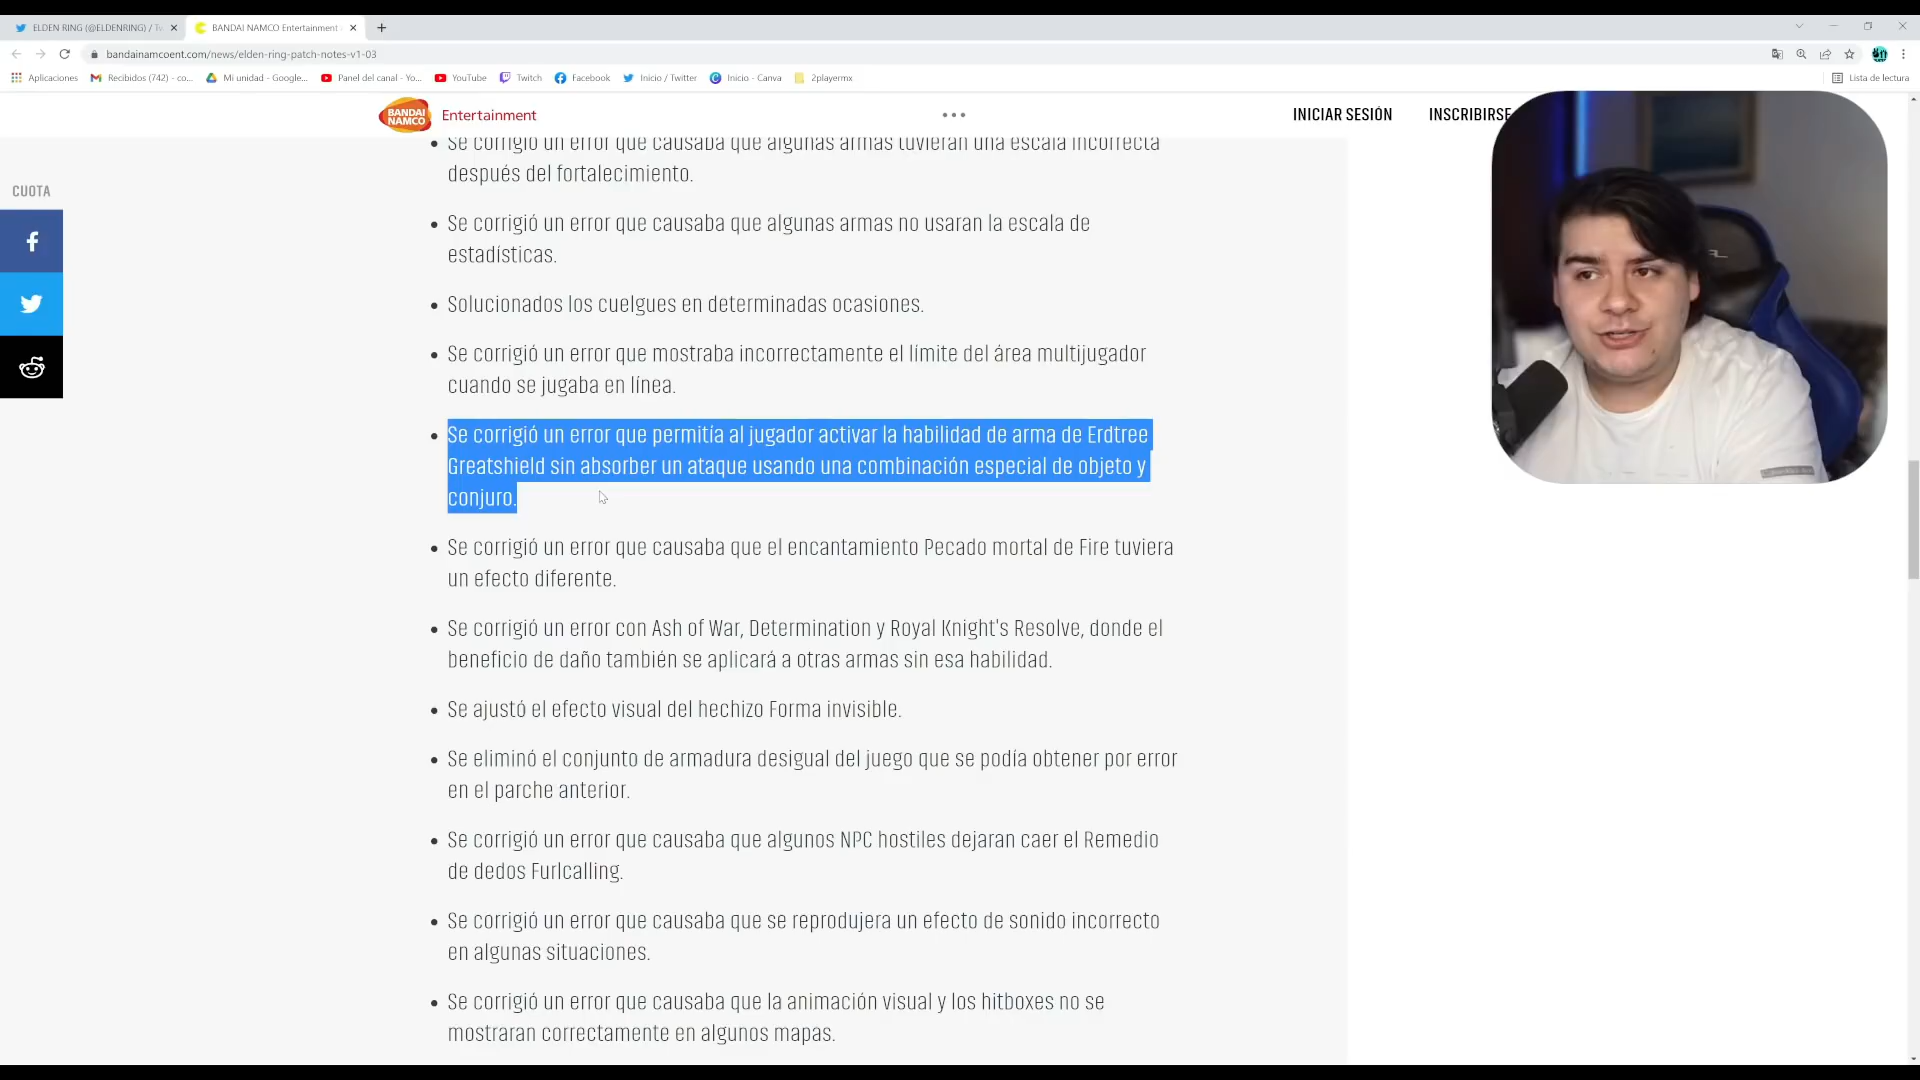 ELDEN RING (@ELDENRING) / Tw
BANDAI NAMCO Entertainment
bandainamcoent.com/news/elden-ring-patch-notes-v1-03
Aplicaciones
Recibidos (742) - co...
Mi unidad - Google...
Panel del canal - Yo...
YouTube
Twitch
Facebook
Inicio / Twitter
Inicio - Canva
2playermx
Lista de lectura
BANDAI NAMCO
Entertainment
INICIAR SESIÓN
INSCRIBIRSE
CUOTA
Se corrigió un error que causaba que algunas armas tuvieran una escala incorrecta
después del fortalecimiento.
Se corrigió un error que causaba que algunas armas no usaran la escala de
estadísticas.
Solucionados los cuelgues en determinadas ocasiones.
Se corrigió un error que mostraba incorrectamente el límite del área multijugador
cuando se jugaba en línea.
Se corrigió un error que permitía al jugador activar la habilidad de arma de Erdtree
Greatshield sin absorber un ataque usando una combinación especial de objeto y
conjuro.
Se corrigió un error que causaba que el encantamiento Pecado mortal de Fire tuviera
un efecto diferente.
Se corrigió un error con Ash of War, Determination y Royal Knight's Resolve, donde el
beneficio de daño también se aplicará a otras armas sin esa habilidad.
Se ajustó el efecto visual del hechizo Forma invisible.
Se eliminó el conjunto de armadura desigual del juego que se podía obtener por error
en el parche anterior.
Se corrigió un error que causaba que algunos NPC hostiles dejaran caer el Remedio
de dedos Furlcalling.
Se corrigió un error que causaba que se reprodujera un efecto de sonido incorrecto
en algunas situaciones.
Se corrigió un error que causaba que la animación visual y los hitboxes no se
mostraran correctamente en algunos mapas.